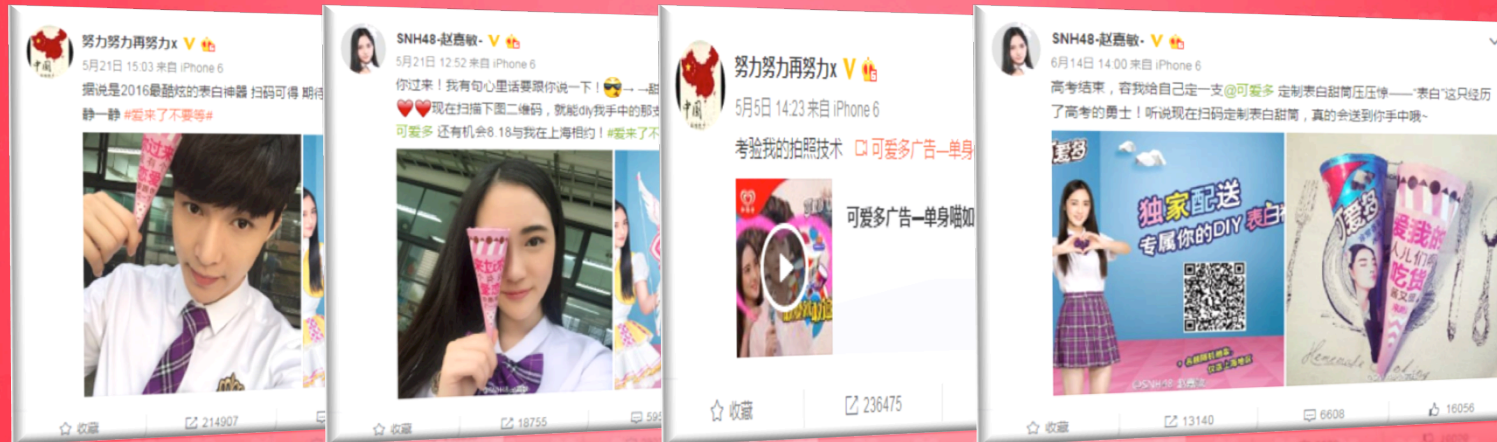 努力努力再努力x
5月21日 15:03 来自 iPhone 6
据说是2016最酷炫的表白神器 扫码可得 期待
静一静 #爱来了不要等#
收藏
214907
SNH48-赵嘉敏-
5月21日 12:52 来自 iPhone 6
你过来！我有句心里话要跟你说一下！→ →甜
现在扫描下图二维码，就能diy我手中的那支
可爱多 还有机会8.18与我在上海相约！#爱来了不
收藏
18755
595
努力努力再努力x
5月5日 14:23 来自 iPhone 6
考验我的拍照技术 可爱多广告—单身
可爱多广告—单身喵如
收藏
236475
SNH48-赵嘉敏-
6月14日 14:00 来自 iPhone 6
高考结束，容我给自己定一支@可爱多 定制表白甜筒压压惊——“表白”这只经历
了高考的勇士！听说现在扫码定制表白甜筒，真的会送到你手中哦~
独家配送
专属你的DIY 表白
可爱多
爱我的
人儿们
吃货
收藏
13140
6608
16056